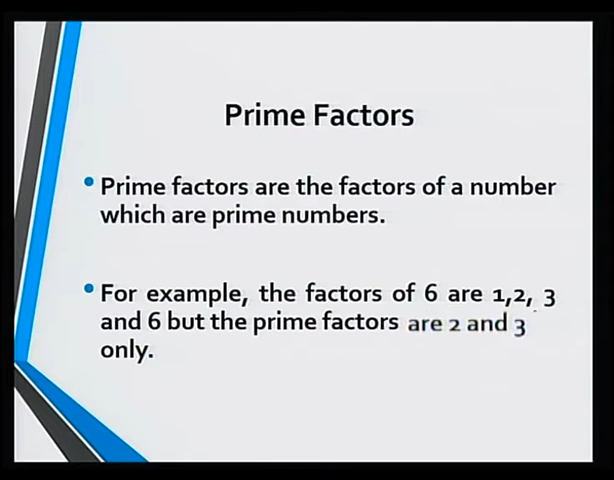 Prime Factors
• Prime factors are the factors of a number
which are prime numbers.
• For example, the factors of 6 are 1,2, 3
and 6 but the prime factors are 2 and 3
only.